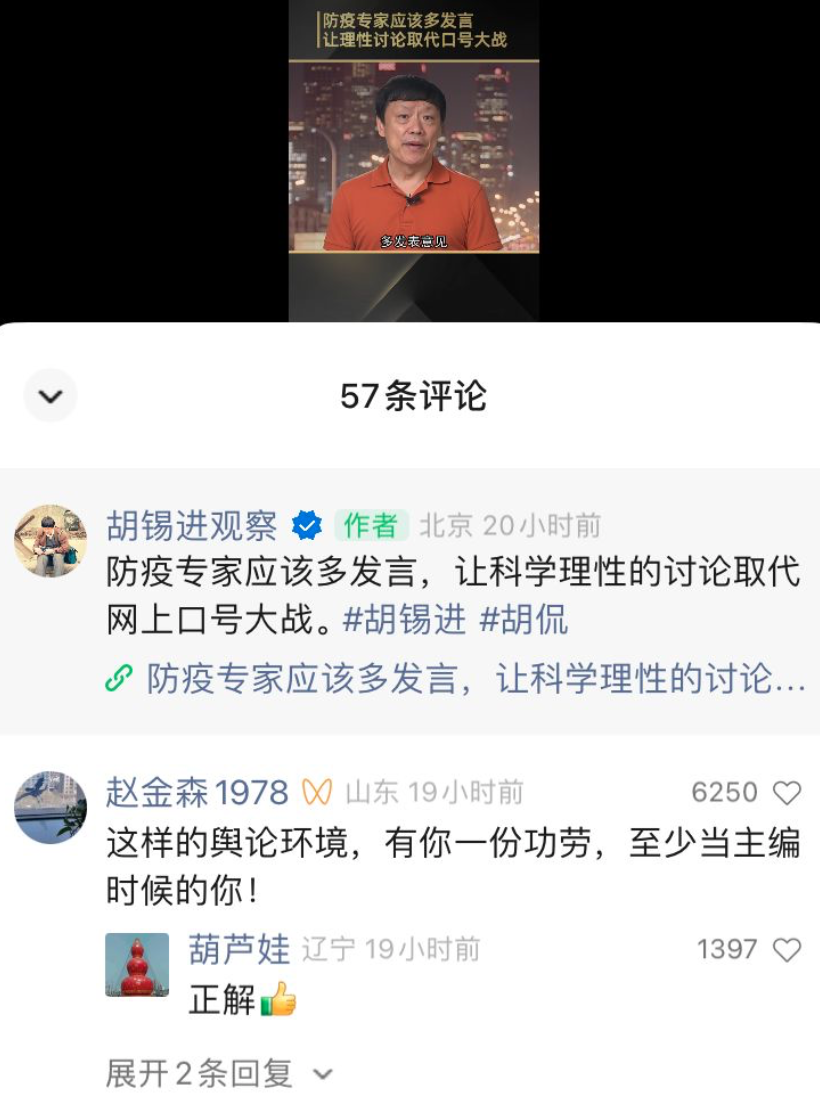 防疫专家应该多发言
让理性讨论取代口号大战
多发表意见
57条评论
胡锡进观察 作者 北京 20小时前
防疫专家应该多发言，让科学理性的讨论取代
网上口号大战。#胡锡进 #胡侃
防疫专家应该多发言，让科学理性的讨论...
赵金森1978 山东 19小时前 6250
这样的舆论环境，有你一份功劳，至少当主编
时候的你！
葫芦娃 辽宁 19小时前 1397
正解👍
展开2条回复